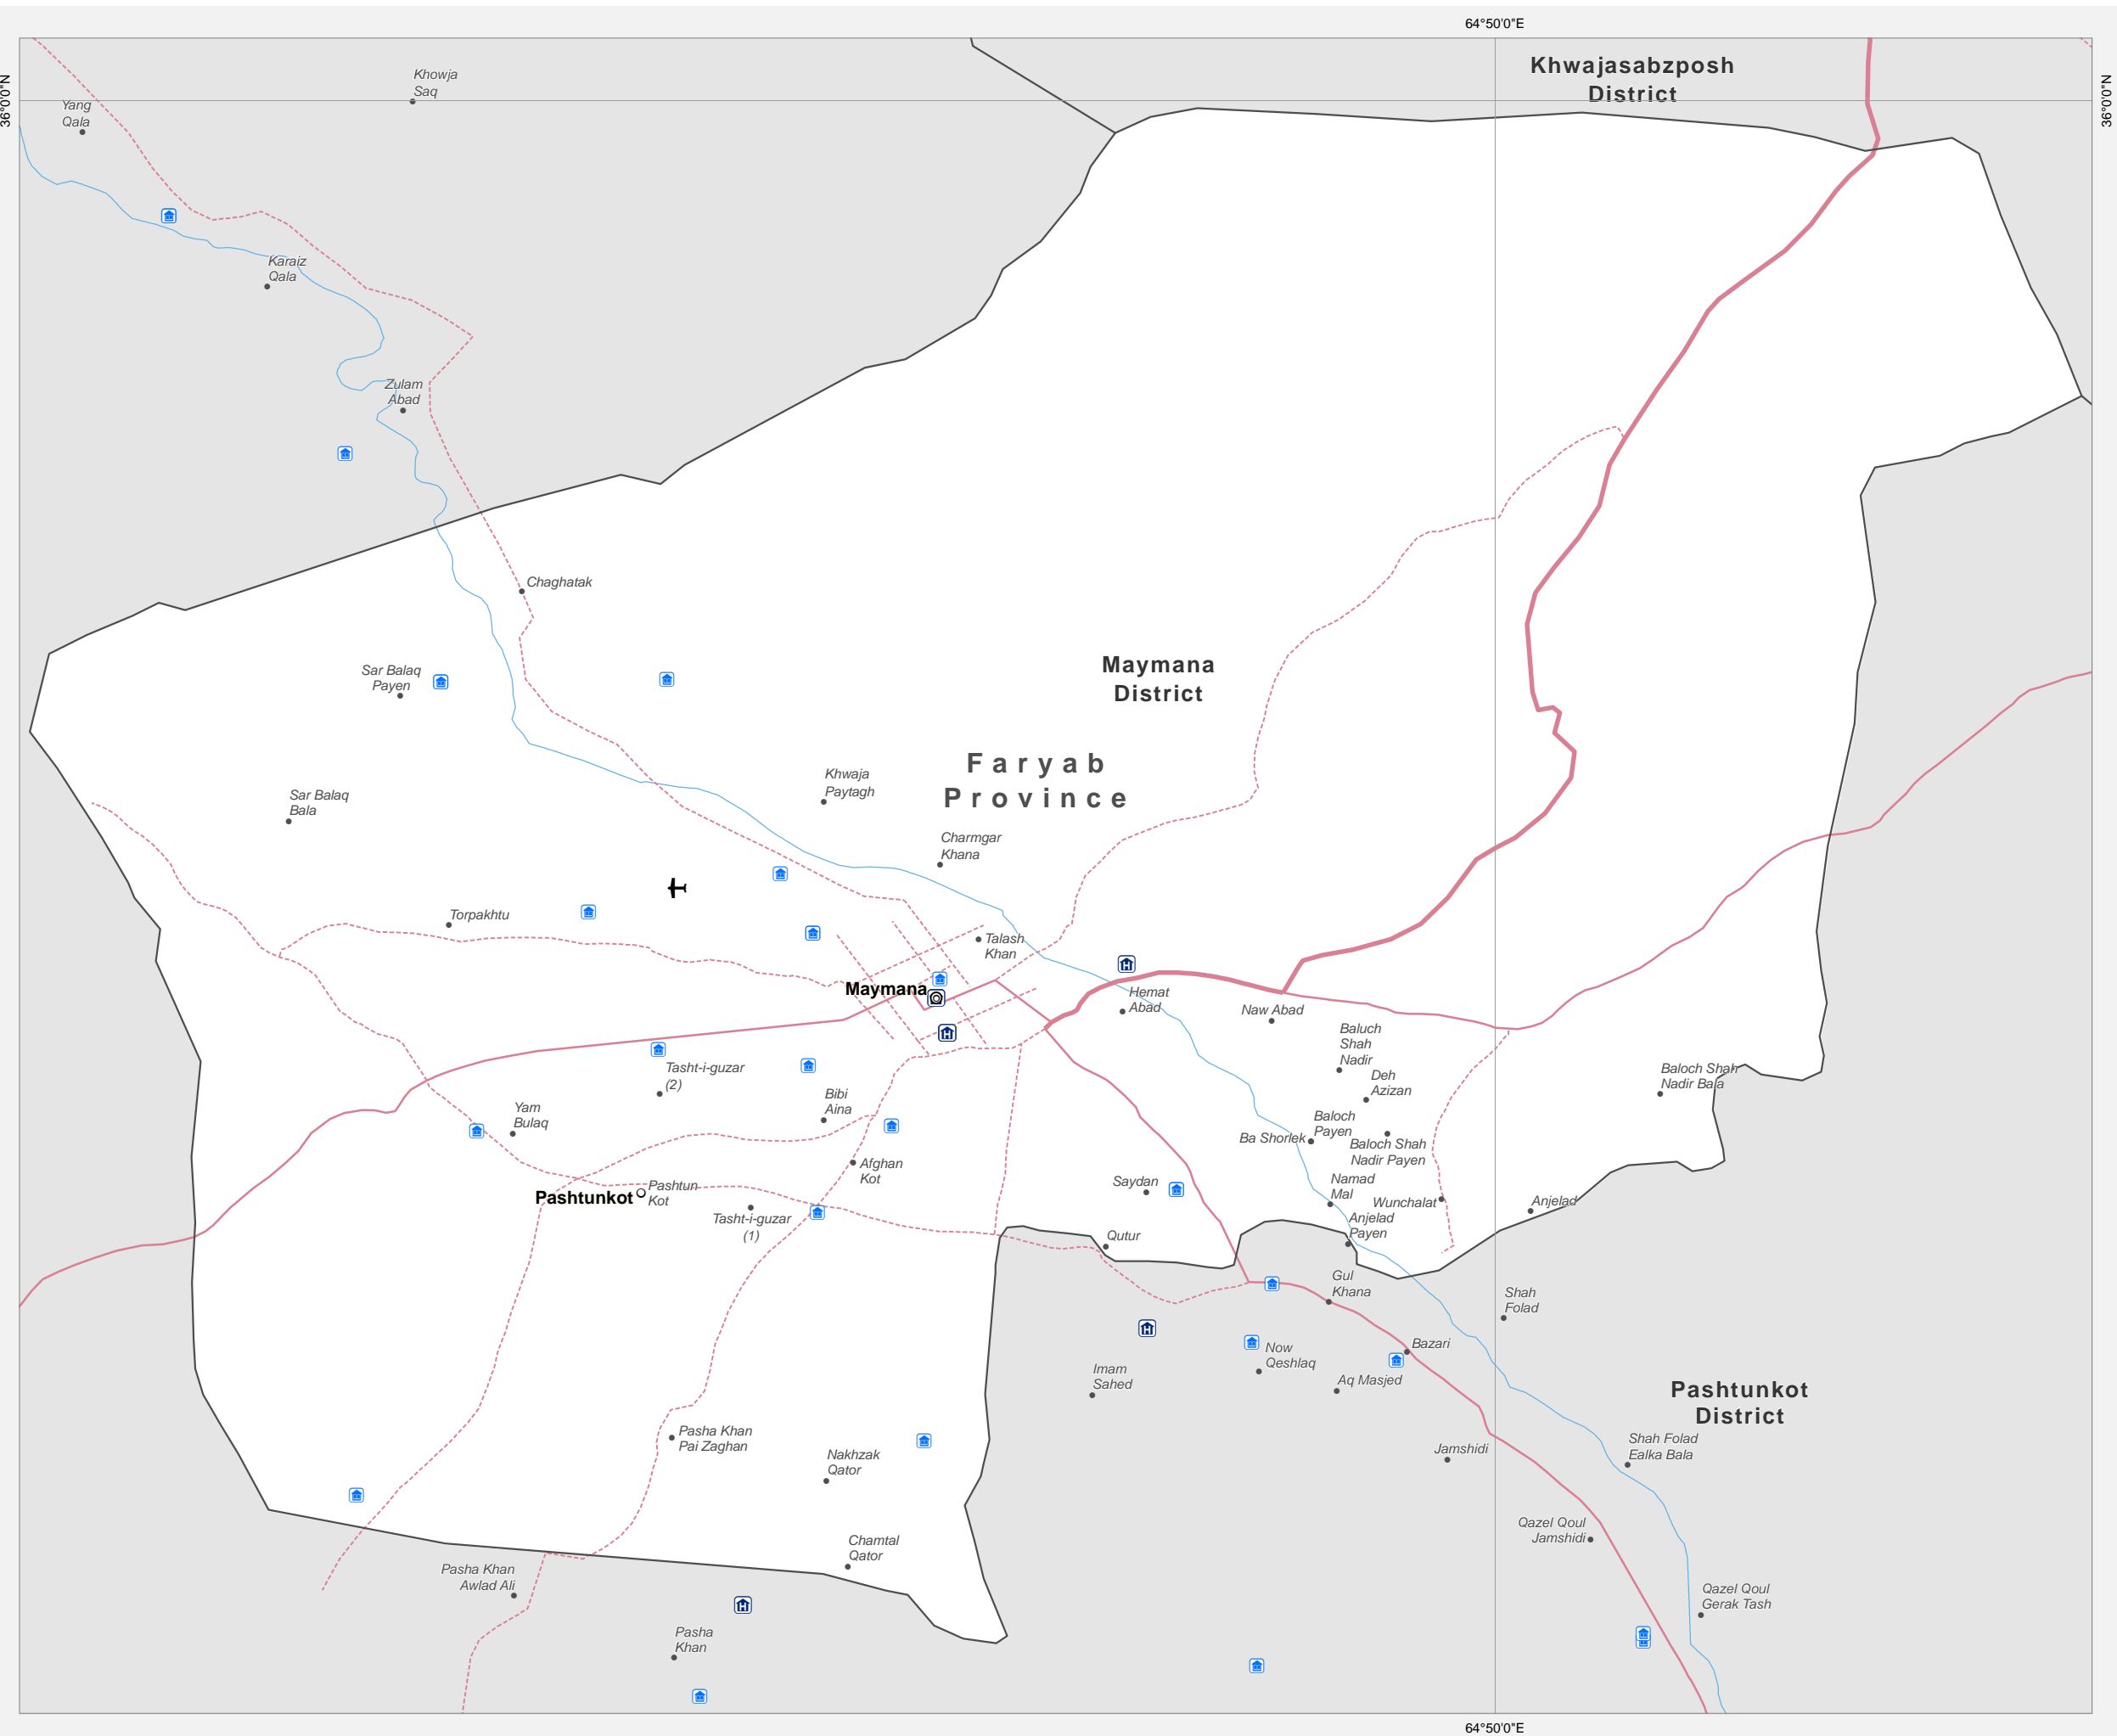 64°50'0"E
Khwajasabzposh
District
36°0'0"N
36°0'0"N
Khowja
Saq
Yang
Qala
Karaiz
Qala
Zulam
Abad
Chaghatak
Sar Balaq
Payen
Maymana
District
Faryab
Province
Khwaja
Paytagh
Sar Balaq
Bala
Charmgar
Khana
Torpakhtu
Talash
Khan
Maymana
Hemat
Abad
Naw Abad
Baluch
Shah
Nadir
Deh
Azizan
Baloch Shah
Nadir Bala
Tasht-i-guzar
(2)
Bibi
Aina
Yam
Bulaq
Baloch
Payen
Ba Shorlek
Baloch Shah
Nadir Payen
Afghan
Kot
Pashtunkot
Pashtun
Kot
Saydan
Namad
Mal
Wunchalat
Anjelad
Tasht-i-guzar
(1)
Anjelad
Payen
Qutur
Gul
Khana
Shah
Folad
Bazari
Now
Qeshlaq
Imam
Sahed
Aq Masjed
Pashtunkot
District
Pasha Khan
Pai Zaghan
Nakhzak
Qator
Jamshidi
Shah Folad
Ealka Bala
Qazel Qoul
Jamshidi
Chamtal
Qator
Pasha Khan
Awlad Ali
Qazel Qoul
Gerak Tash
Pasha
Khan
64°50'0"E